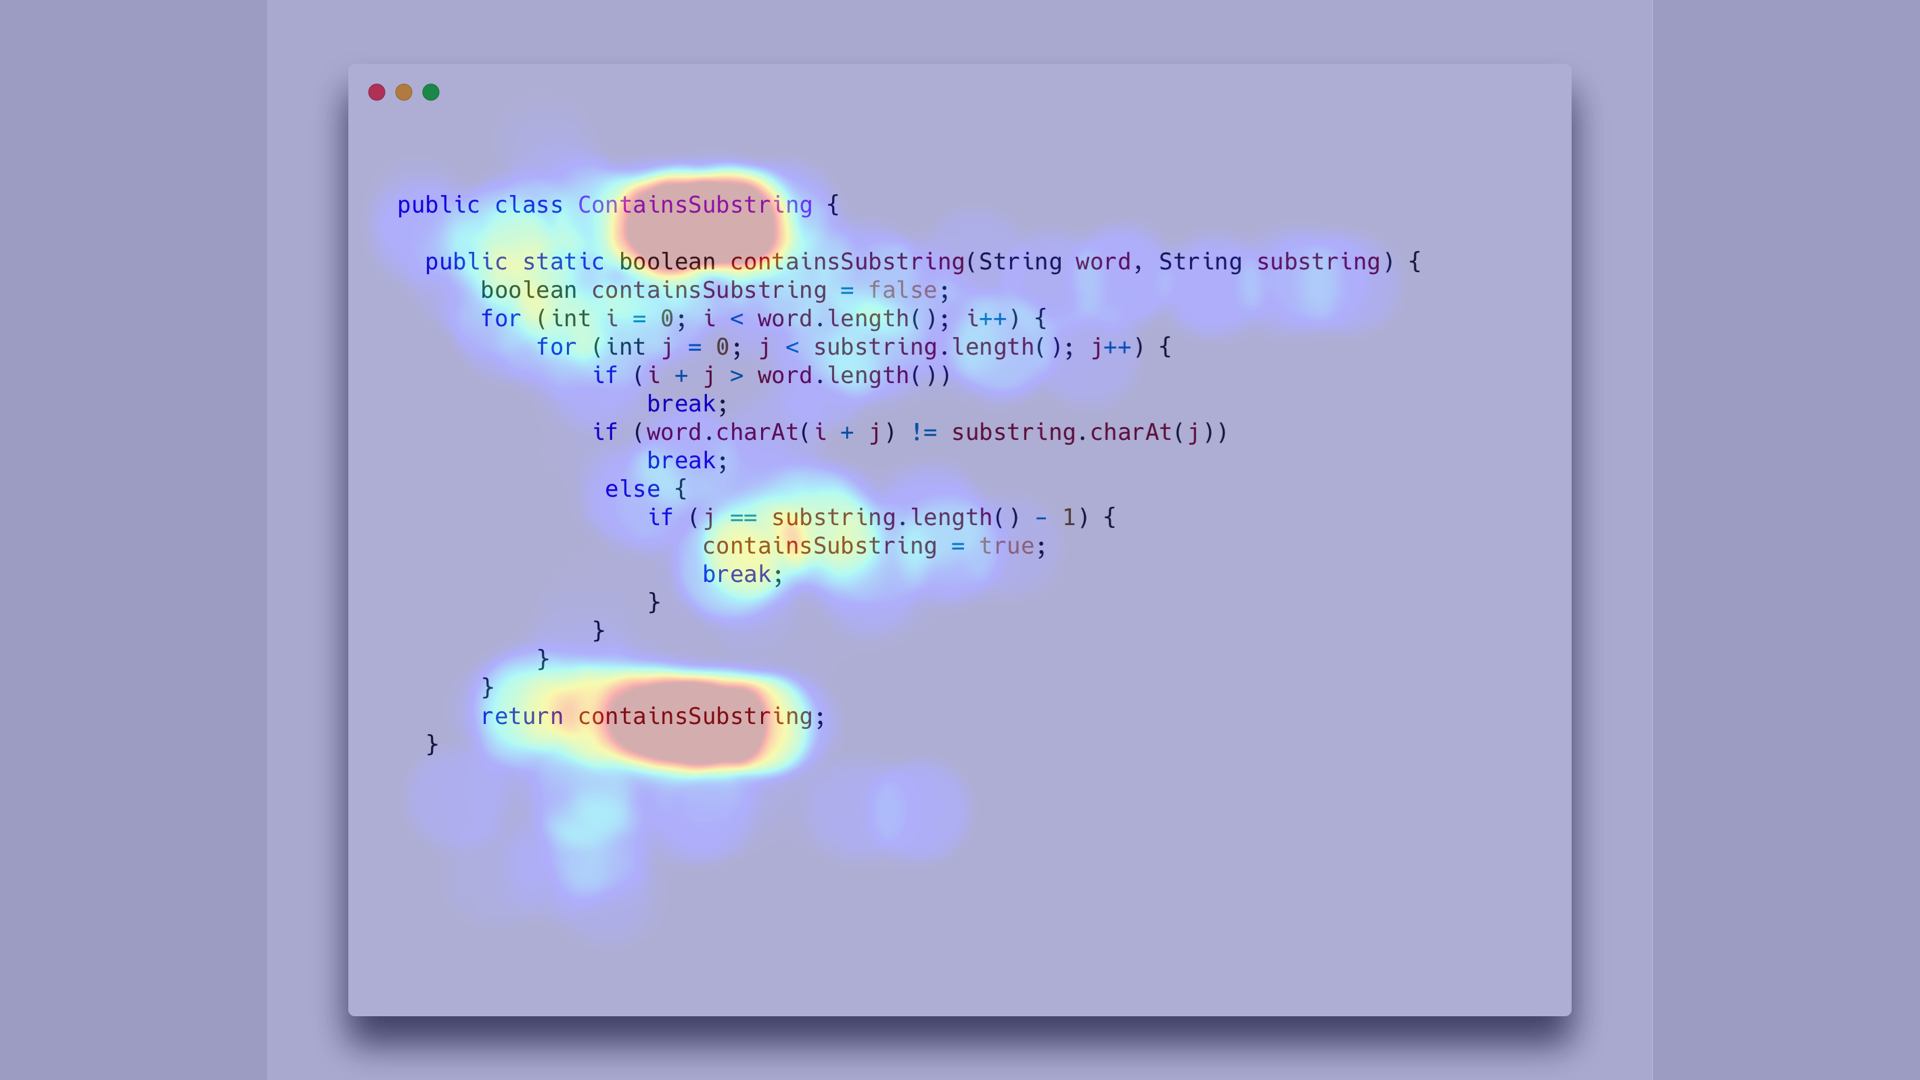 public class ContainsSubstring {
public static boolean containsSubstring(String word, String substring) {
boolean containsSubstring = false;
for (int i = 0; i < word.length(); i++) {
for (int j = 0; j < substring.length(); j++) {
if (i + j > word.length())
break;
if (word.charAt(i + j) != substring.charAt(j))
break;
else {
if (j == substring.length() - 1) {
containsSubstring = true;
break;
}
}
}
}
return containsSubstring;
}